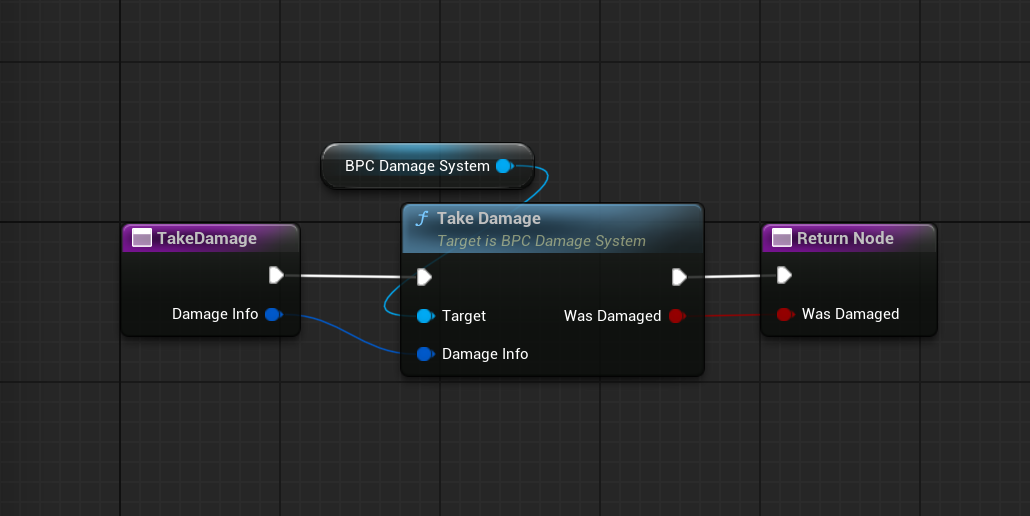 BPC Damage System
TakeDamage
Damage Info
Take Damage
Target is BPC Damage System
Target
Was Damaged
Damage Info
Return Node
Was Damaged